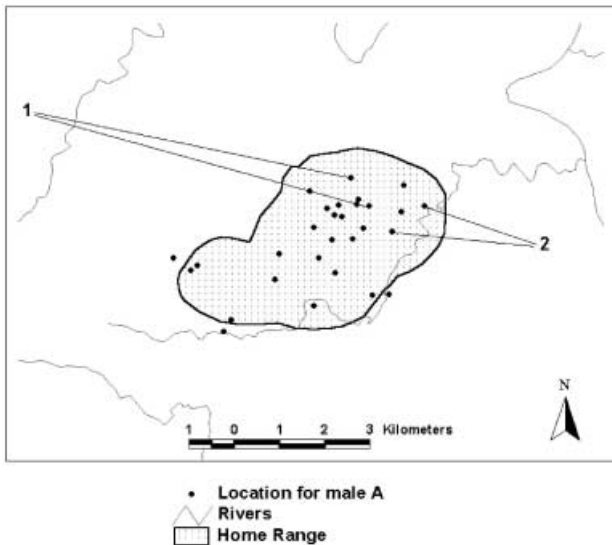 1
2
N
1 0 1 2 3 Kilometers
Location for male A
Rivers
Home Range